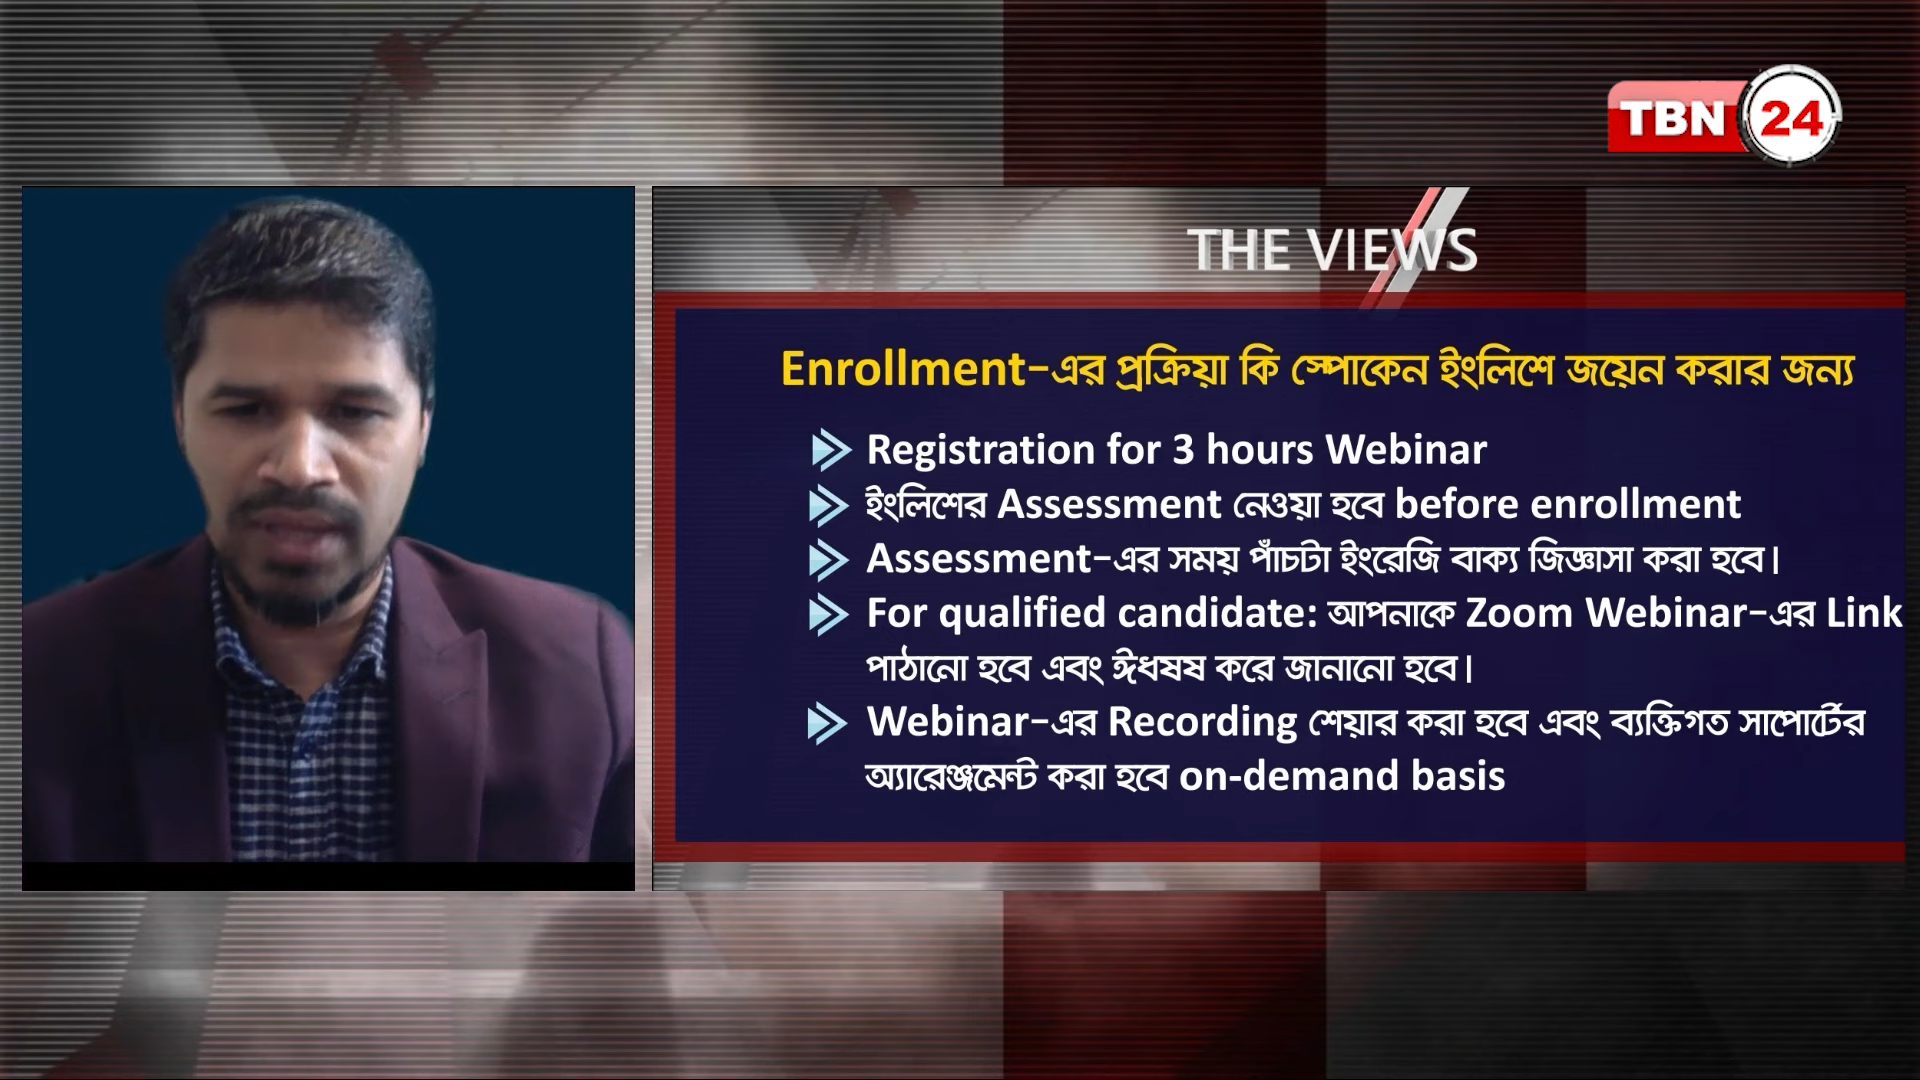 TBN 24
THE VIEWS
Enrollment-এর প্রক্রিয়া কি স্পোকেন ইংলিশে জয়েন করার জন্য
Registration for 3 hours Webinar
ইংলিশের Assessment নেওয়া হবে before enrollment
Assessment-এর সময় পাঁচটা ইংরেজি বাক্য জিজ্ঞাসা করা হবে।
For qualified candidate: আপনাকে Zoom Webinar-এর Link
পাঠানো হবে এবং ঈধষষ করে জানানো হবে।
Webinar-এর Recording শেয়ার করা হবে এবং ব্যক্তিগত সাপোর্টের
অ্যারেঞ্জমেন্ট করা হবে on-demand basis